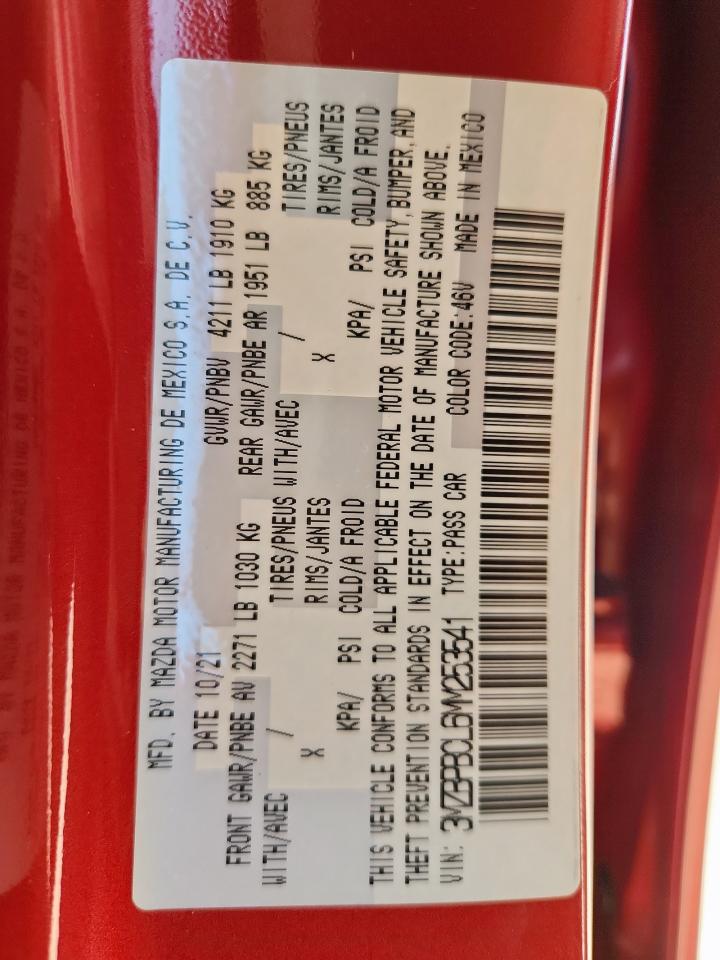 MFD. BY MAZDA MOTOR MANUFACTURING DE MEXICO S.A. DE C.V.
DATE 10/21 GVWR/PNBV 4211 LB 1910 KG
FRONT GAWR/PNBE AV 2271 LB 1030 KG REAR GAWR/PNBE AR 1951 LB 885 KG
WITH/AVEC / TIRES/PNEUS WITH/AVEC / TIRES/PNEUS
X RIMS/JANTES X RIMS/JANTES
KPA/ PSI COLD/A FROID KPA/ PSI COLD/A FROID
THIS VEHICLE CONFORMS TO ALL APPLICABLE FEDERAL MOTOR VEHICLE SAFETY, BUMPER, AND
THEFT PREVENTION STANDARDS IN EFFECT ON THE DATE OF MANUFACTURE SHOWN ABOVE.
VIN: 3MZBPBCL6MM253541 TYPE:PASS CAR COLOR CODE:46V MADE IN MEXICO